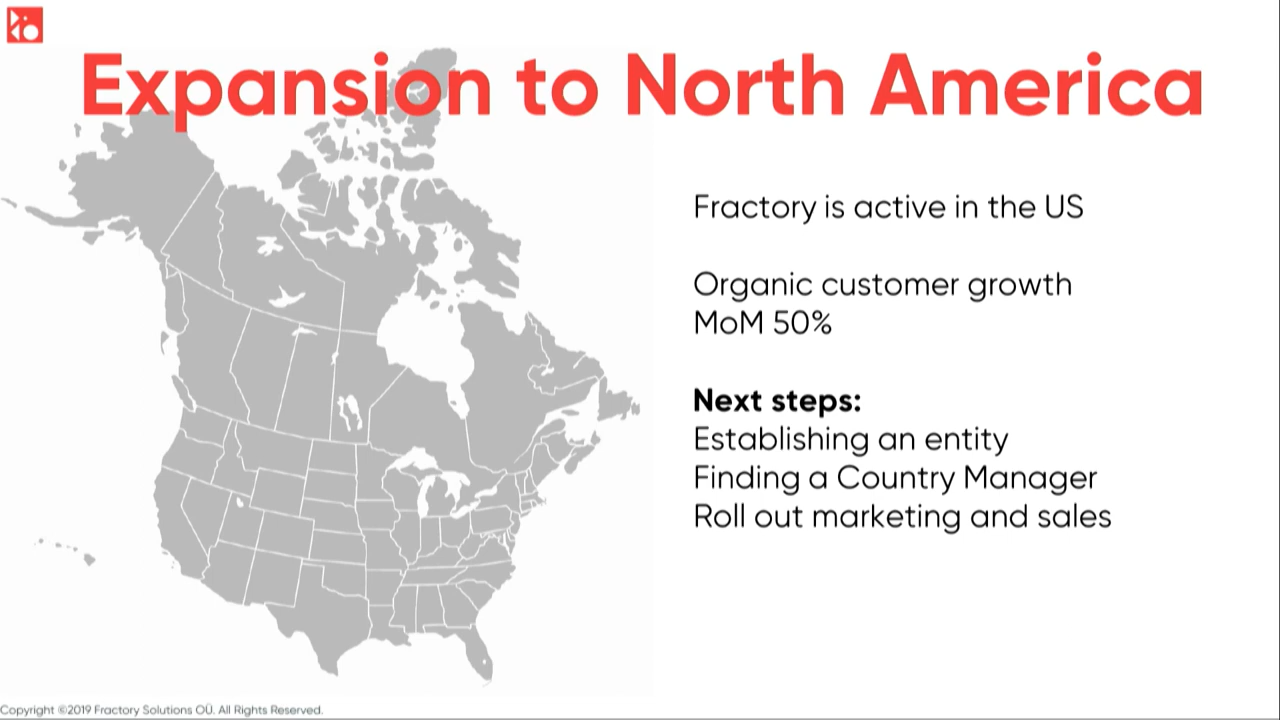 Expansion to North America
Fractory is active in the US
Organic customer growth
MoM 50%
Next steps:
Establishing an entity
Finding a Country Manager
Roll out marketing and sales
Copyright ©2019 Fractory Solutions OÜ. All Rights Reserved.